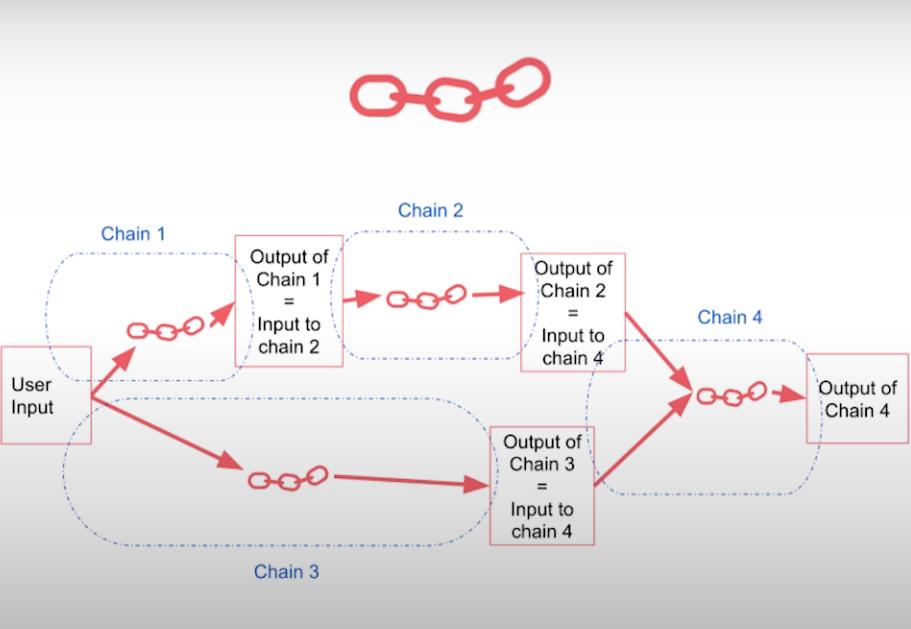 Chain 1
Chain 2
Output of
Chain 1
=
Input to
chain 2
Output of
Chain 2
=
Input to
chain 4
Chain 4
User
Input
Output of
Chain 4
Output of
Chain 3
=
Input to
chain 4
Chain 3